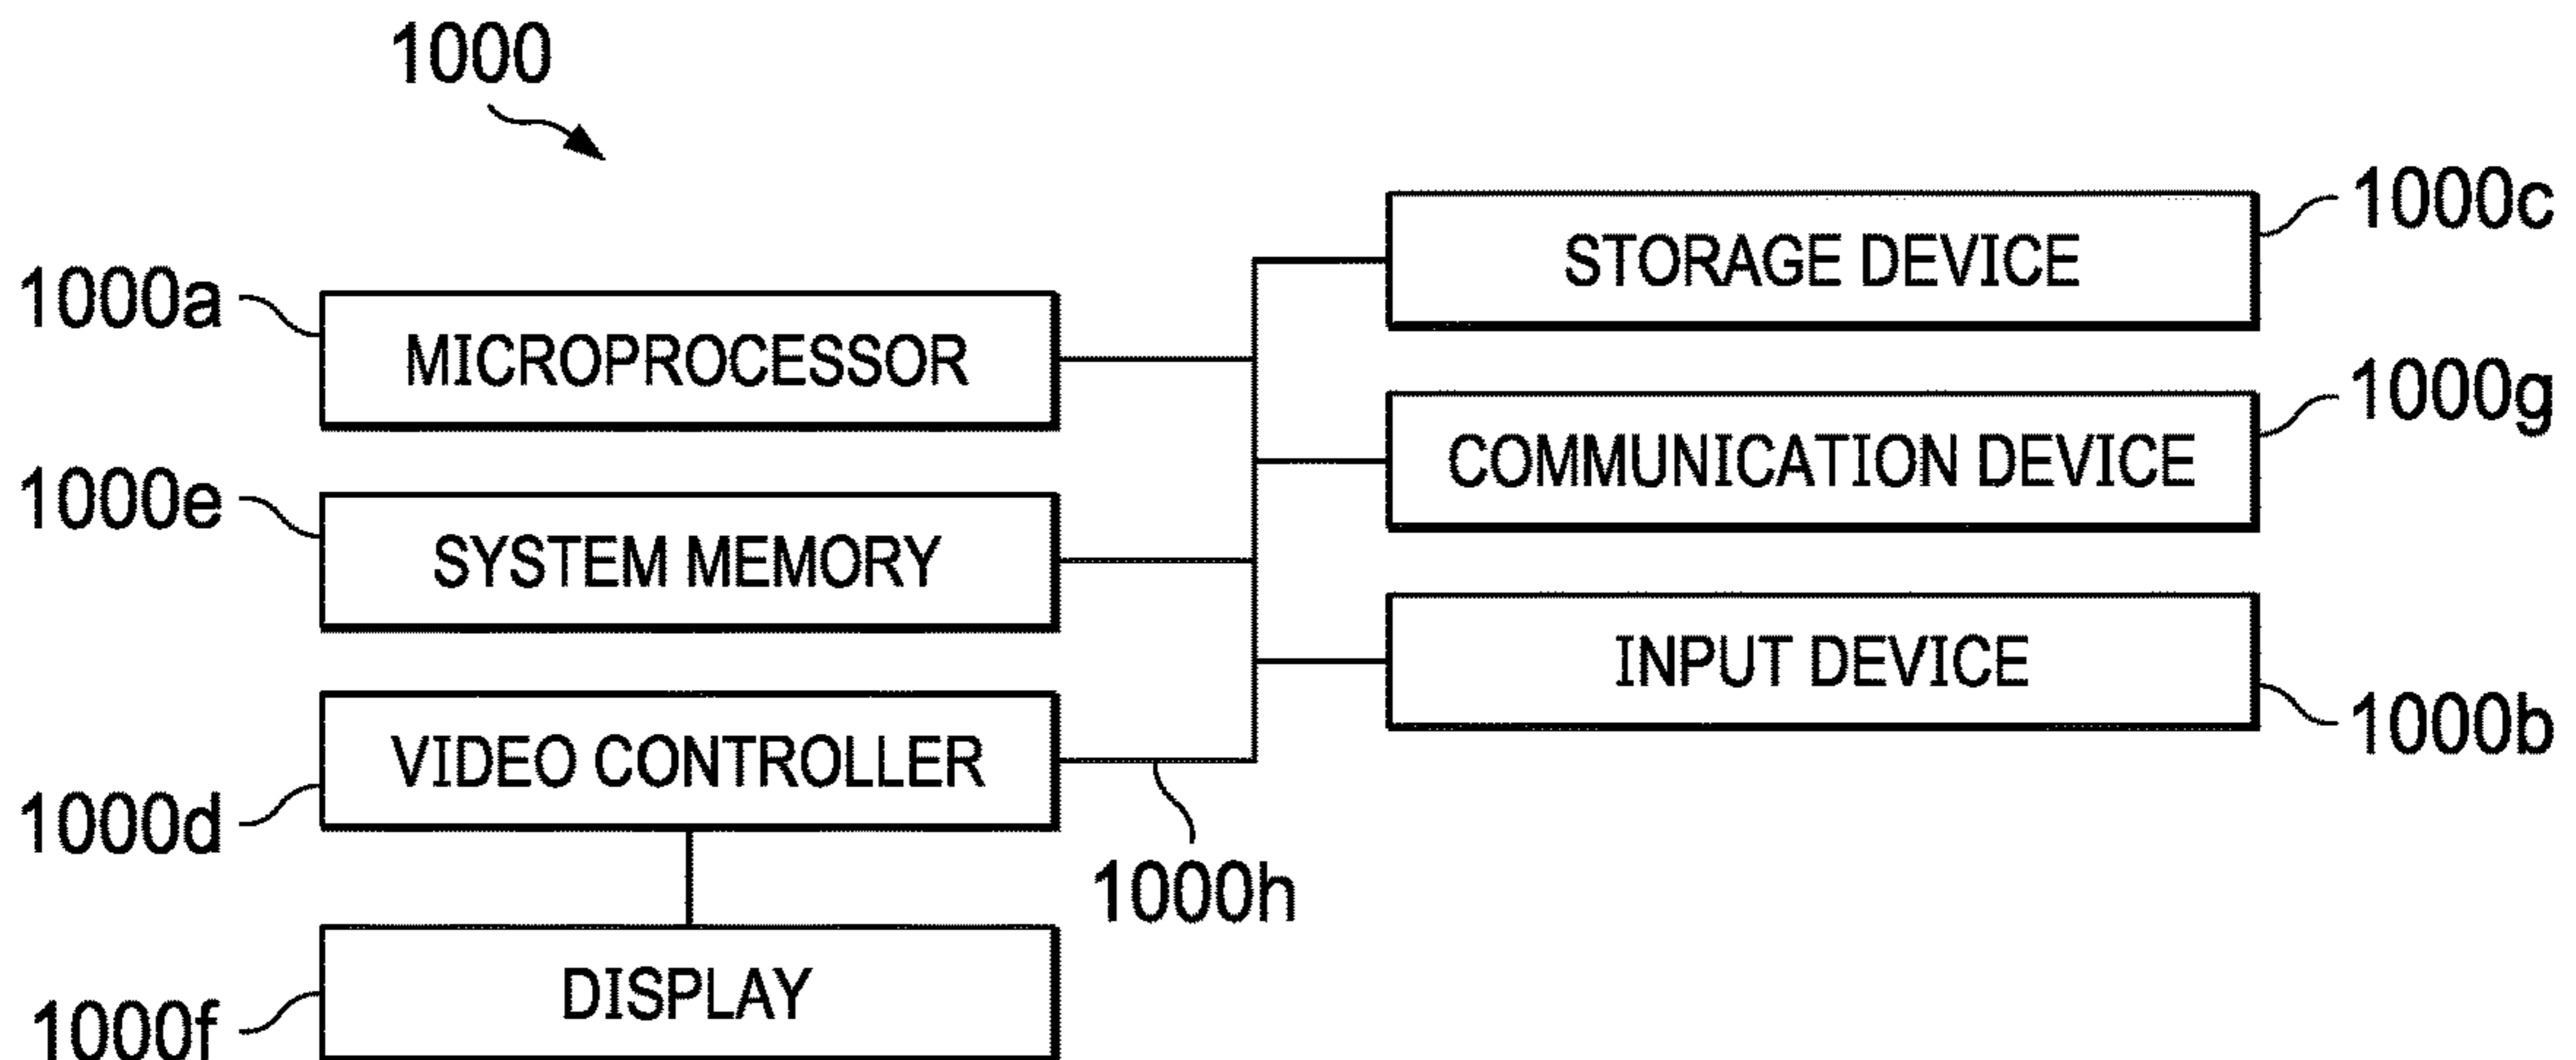 1000
1000a
MICROPROCESSOR
1000e
SYSTEM MEMORY
VIDEO CONTROLLER
1000d
DISPLAY
1000f
1000h
STORAGE DEVICE
1000c
COMMUNICATION DEVICE
1000g
INPUT DEVICE
1000b